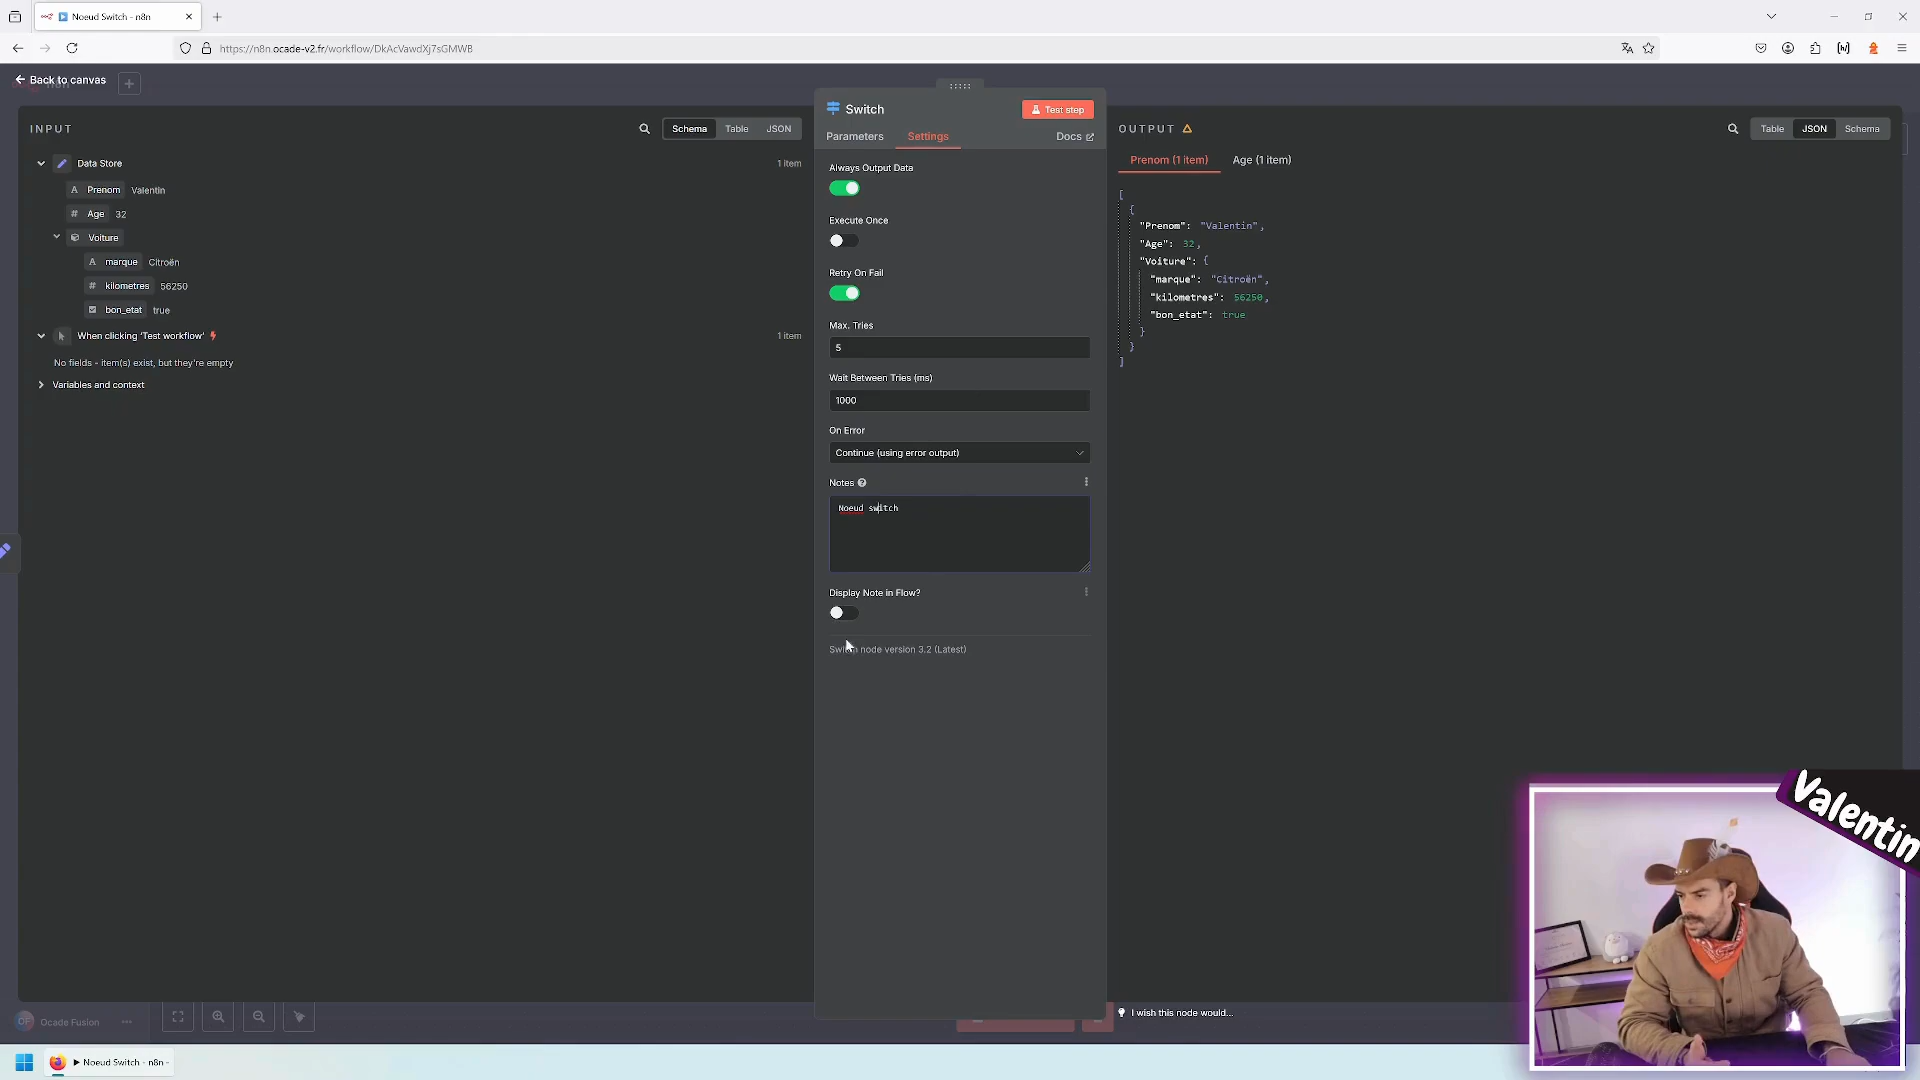 Noeud Switch - n8n
https://n8n.ocade-v2.fr/workflow/DkAcVawdXj7sGMWB
Back to canvas
INPUT
Schema
Table
JSON
Data Store
1 item
Prenom
Valentin
Age
32
Voiture
marque
Citroën
kilometres
56250
bon_etat
true
When clicking ‘Test workflow’
1 item
No fields - item(s) exist, but they're empty
Variables and context
Switch
Test step
Parameters
Settings
Docs
Always Output Data
Execute Once
Retry On Fail
Max. Tries
5
Wait Between Tries (ms)
1000
On Error
Continue (using error output)
Notes
Noeud switch
Display Note in Flow?
Switch node version 3.2 (Latest)
OUTPUT
Table
JSON
Schema
Prenom (1 item)
Age (1 item)
[
{
"Prenom": "Valentin",
"Age": 32,
"Voiture": {
"marque": "Citroën",
"kilometres": 56250,
"bon_etat": true
}
}
]
I wish this node would...
Valentin
Ocade Fusion
Noeud Switch - n8n -